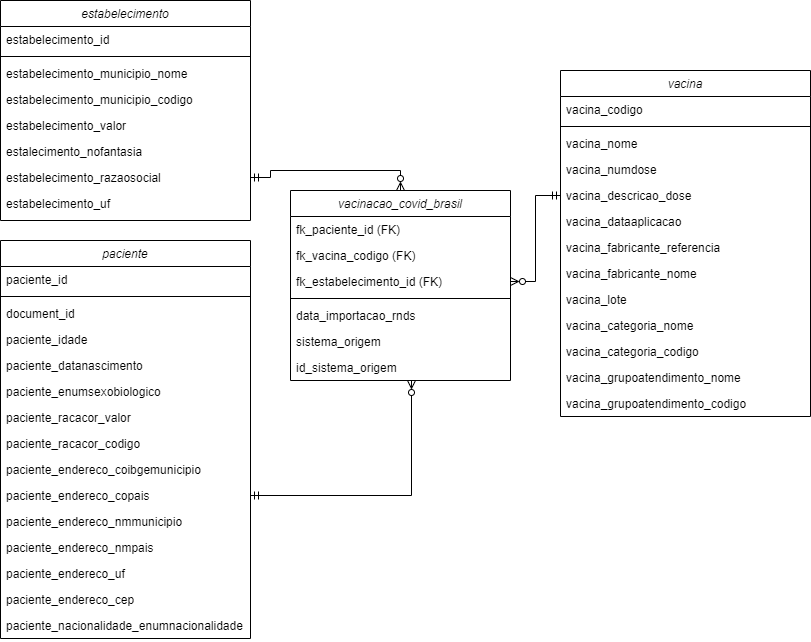 estabelecimento
estabelecimento_id
estabelecimento_municipio_nome
estabelecimento_municipio_codigo
estabelecimento_valor
estalecimento_nofantasia
estabelecimento_razaosocial
estabelecimento_uf
paciente
paciente_id
document_id
paciente_idade
paciente_datanascimento
paciente_enumsexobiologico
paciente_racacor_valor
paciente_racacor_codigo
paciente_endereco_coibgemunicipio
paciente_endereco_copais
paciente_endereco_nmmunicipio
paciente_endereco_nmpais
paciente_endereco_uf
paciente_endereco_cep
paciente_nacionalidade_enumnacionalidade
vacinacao_covid_brasil
fk_paciente_id (FK)
fk_vacina_codigo (FK)
fk_estabelecimento_id (FK)
data_importacao_rnds
sistema_origem
id_sistema_origem
vacina
vacina_codigo
vacina_nome
vacina_numdose
vacina_descricao_dose
vacina_dataaplicacao
vacina_fabricante_referencia
vacina_fabricante_nome
vacina_lote
vacina_categoria_nome
vacina_categoria_codigo
vacina_grupoatendimento_nome
vacina_grupoatendimento_codigo